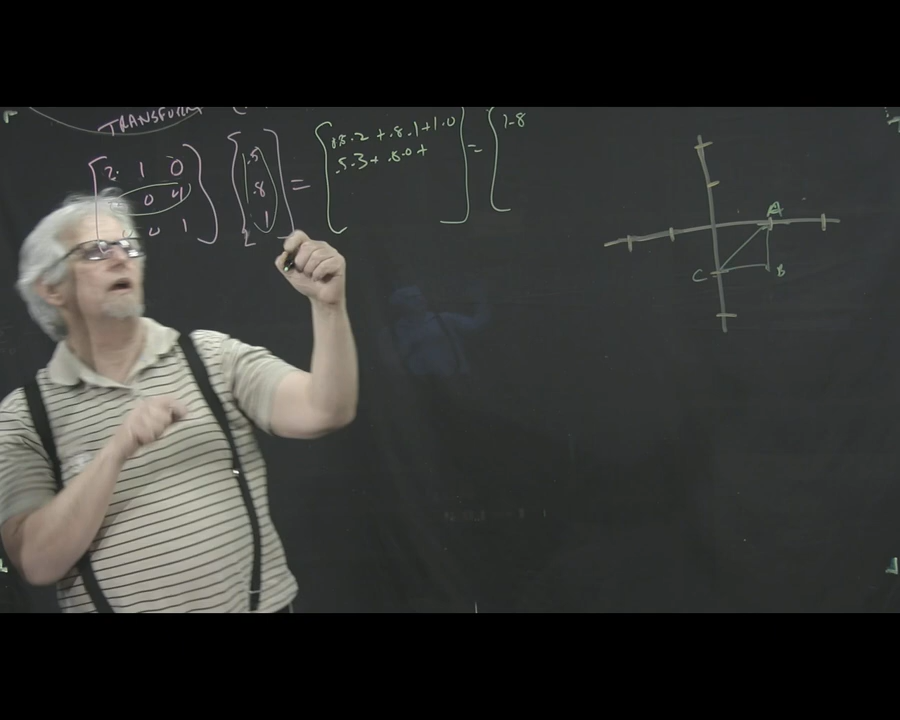 TRANSFORM
2 1 0 .5 .5·2 + .8·1 + 1·0 1.8
0 4 .8 = .5·3 + .8·0 + =
0 1 1
A
C B